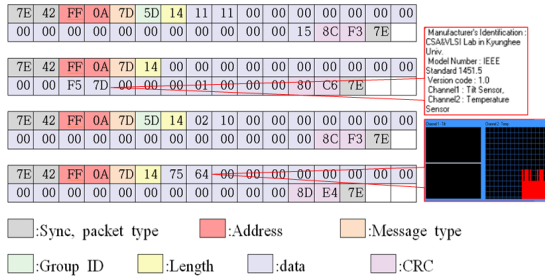 7E 42 FF 0A 7D 5D 14 11 11 00 00 00 00 00 00 00
00 00 00 00 00 00 00 00 00 00 00 15 8C F3 7E
Manufacturer's Identification :
CSA&VLSI Lab in Kyunghee
Univ.
Model Number : IEEE
Standard 1451.5
Version code : 1.0
Channel1 : Tilt Sensor,
Channel2 : Temperature
Sensor
7E 42 FF 0A 7D 14 00 00 00 00 00 00 00 00 00 00
00 00 F5 7D 00 00 00 01 00 00 00 80 C6 7E
7E 42 FF 0A 7D 5D 14 02 10 00 00 00 00 00 00 00
00 00 00 00 00 00 00 00 00 00 00 00 8C F3 7E
7E 42 FF 0A 7D 14 75 64 00 00 00 00 00 00 00 00
00 00 00 00 00 00 00 00 00 00 00 8D E4 7E
:Sync, packet type :Address :Message type
:Group ID :Length :data :CRC